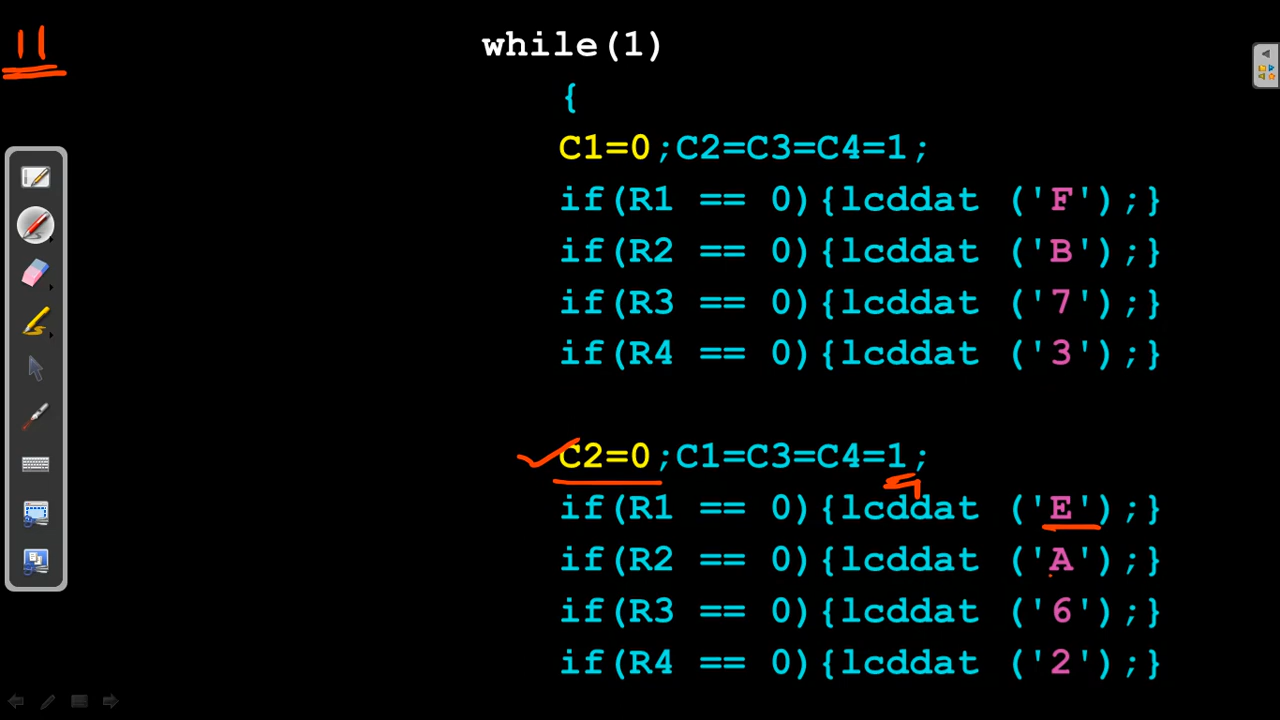 11
while(1)
{
C1=0;C2=C3=C4=1;
if(R1 == 0){lcddat ('F');}
if(R2 == 0){lcddat ('B');}
if(R3 == 0){lcddat ('7');}
if(R4 == 0){lcddat ('3');}
C2=0;C1=C3=C4=1;
if(R1 == 0){lcddat ('E');}
if(R2 == 0){lcddat ('A');}
if(R3 == 0){lcddat ('6');}
if(R4 == 0){lcddat ('2');}